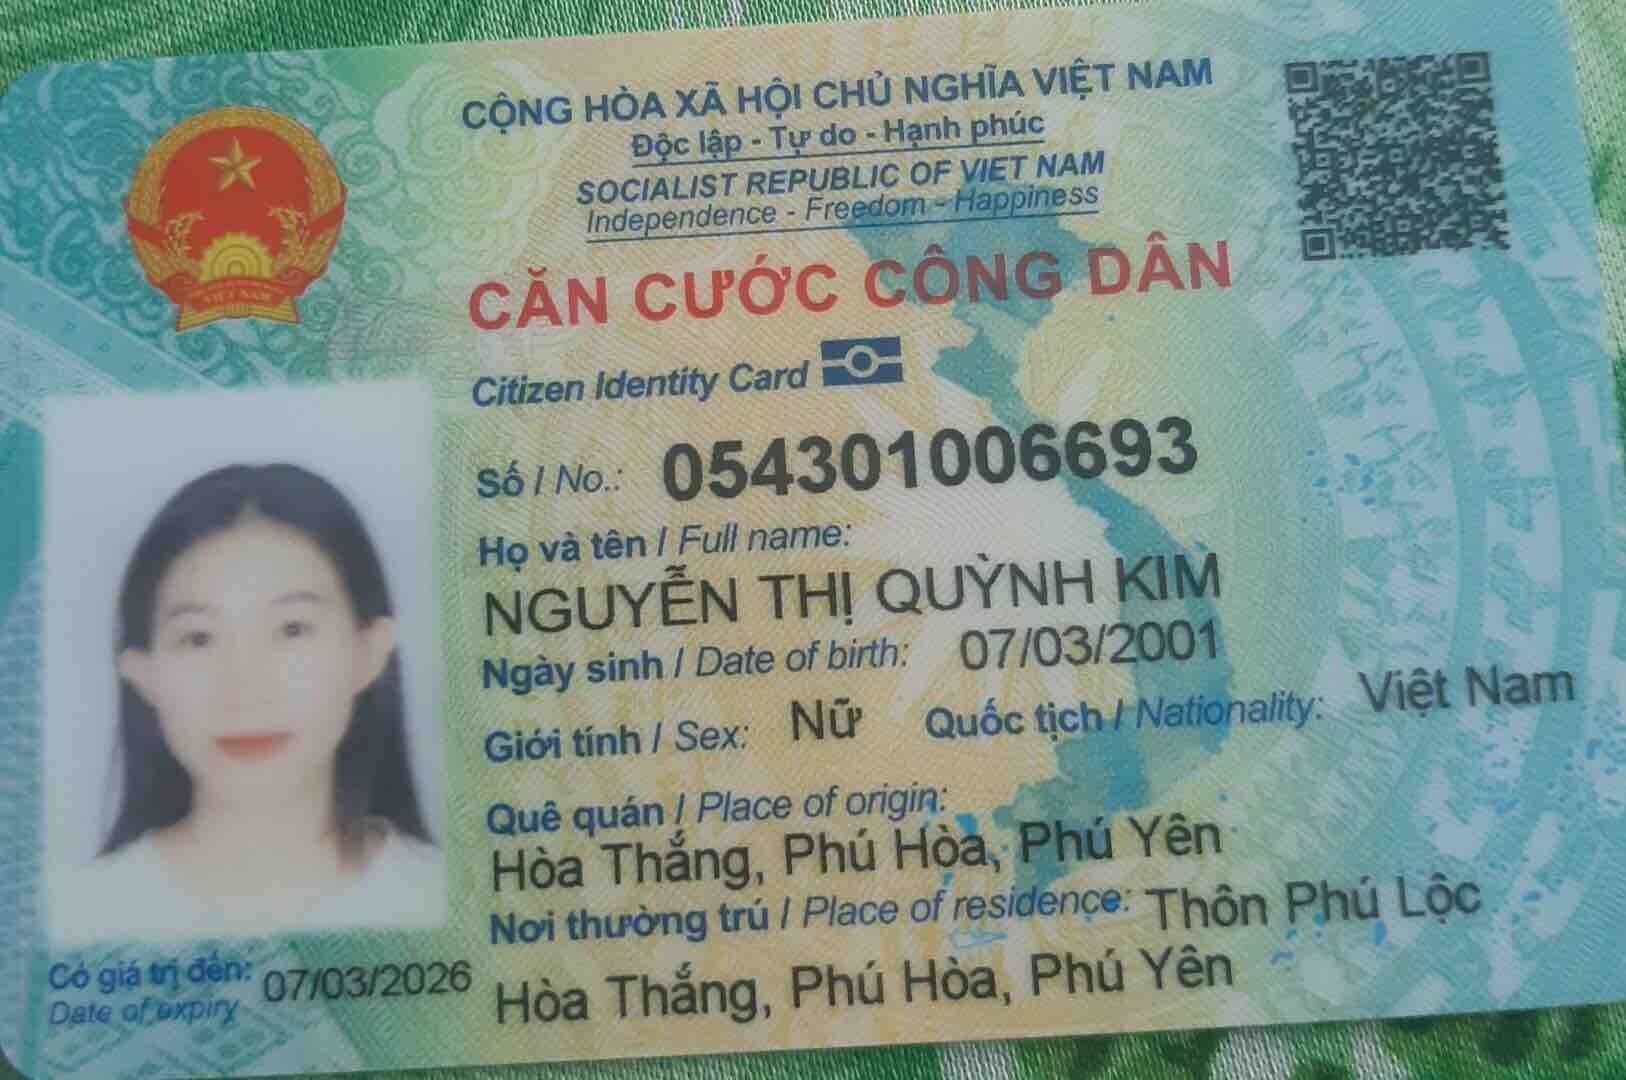 CỘNG HÒA XÃ HỘI CHỦ NGHĨA VIỆT NAM
Độc lập - Tự do - Hạnh phúc
SOCIALIST REPUBLIC OF VIET NAM
Independence - Freedom - Happiness
CĂN CƯỚC CÔNG DÂN
Citizen Identity Card
Số / No.: 054301006693
Họ và tên / Full name:
NGUYỄN THỊ QUỲNH KIM
Ngày sinh / Date of birth: 07/03/2001
Giới tính / Sex: Nữ Quốc tịch / Nationality: Việt Nam
Quê quán / Place of origin:
Hòa Thắng, Phú Hòa, Phú Yên
Nơi thường trú / Place of residence: Thôn Phú Lộc
Hòa Thắng, Phú Hòa, Phú Yên
Có giá trị đến: 07/03/2026
Date of expiry
VIỆT NAM